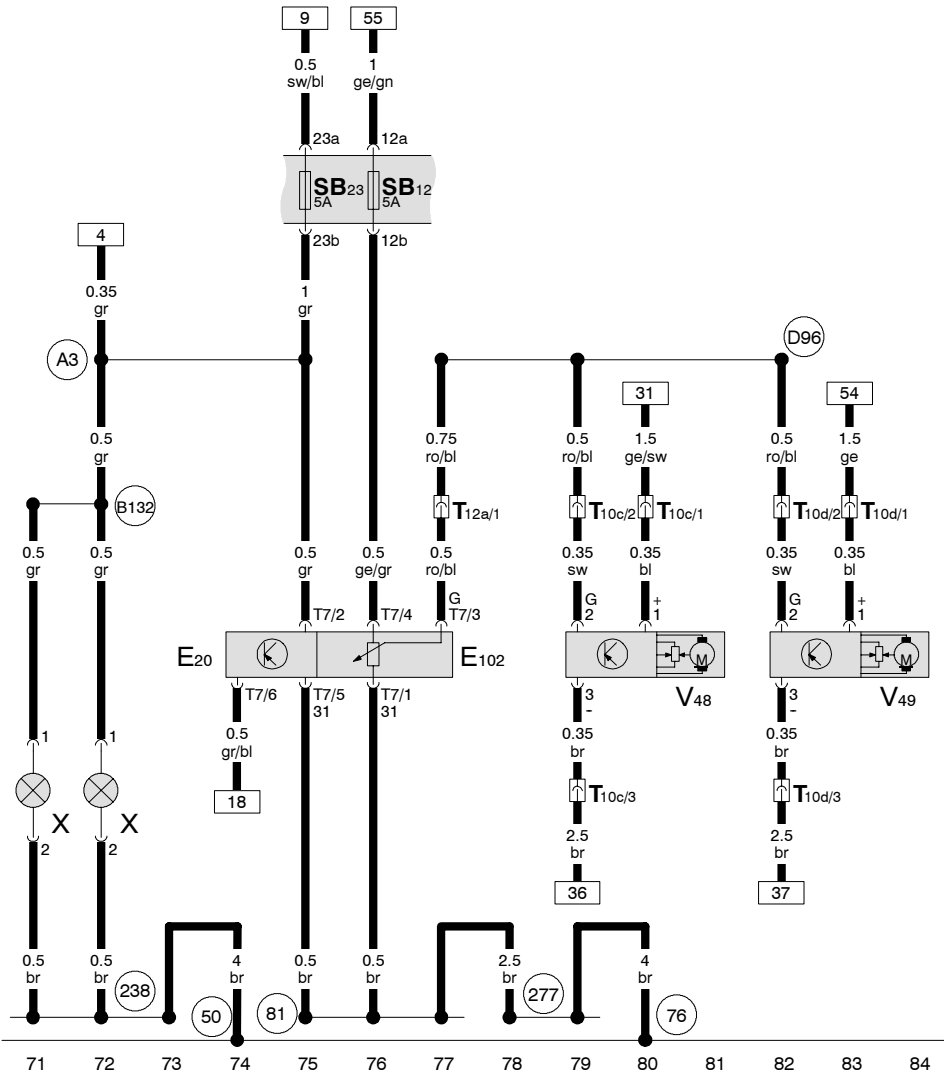 9 55
0.5 1
sw/bl ge/gn
23a 12a
SB23 SB12
5A 5A
23b 12b
4
0.35 1
gr gr
A3 D96
31 54
0.5 0.75 0.5 1.5 0.5 1.5
gr ro/bl ro/bl ge/sw ro/bl ge
B132 T12a/1 T10c/2 T10c/1 T10d/2 T10d/1
0.5 0.5 0.5 0.5 0.5 0.35 0.35 0.35 0.35
gr gr gr ge/gr ro/bl sw bl sw bl
G G + G +
T7/2 T7/4 T7/3 2 1 2 1
E20 E102 M M
T7/6 T7/5 T7/1 3 V48 3 V49
31 31 - -
0.5 0.35 0.35
gr/bl br br
1 1
18 T10c/3 T10d/3
X X
2 2 2.5 2.5
br br
36 37
0.5 0.5 4 0.5 0.5 2.5 4
br br br br br br br
238 50 81 277 76
71 72 73 74 75 76 77 78 79 80 81 82 83 84